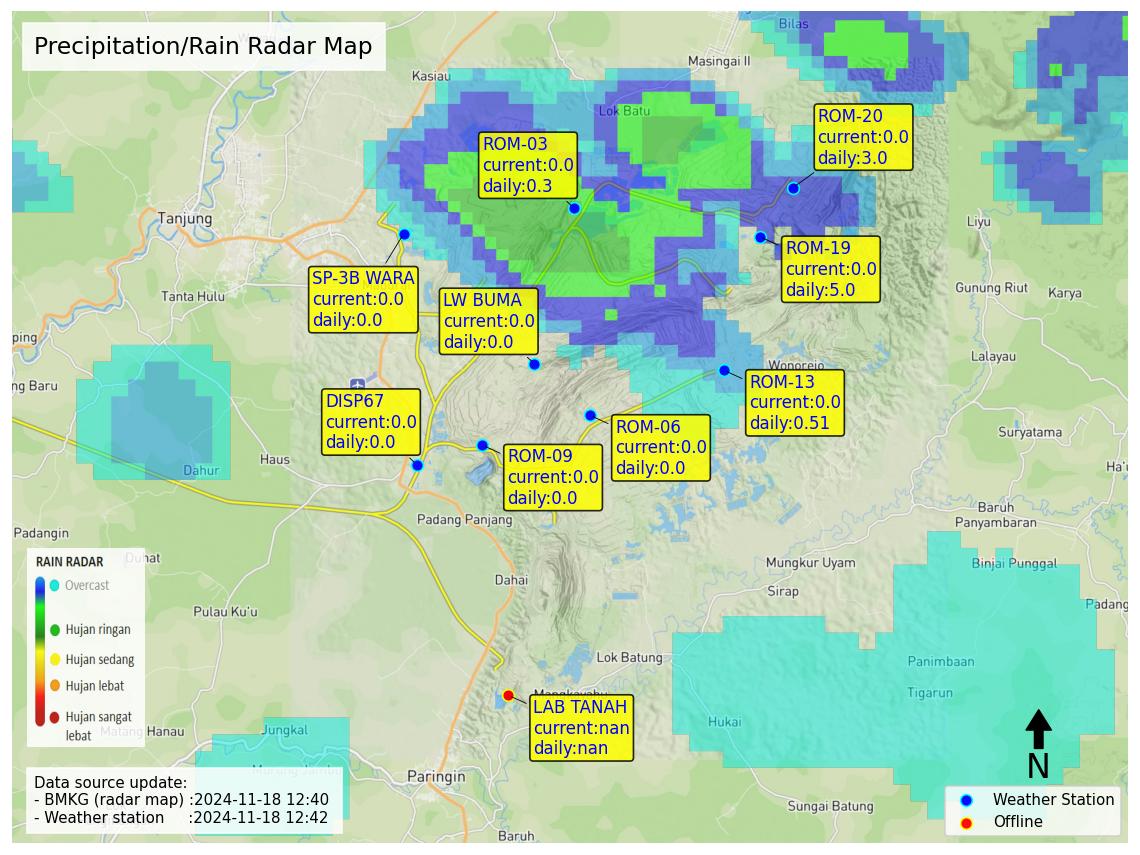 Precipitation/Rain Radar Map
Bilas
Masingai II
Kasiau
Lok Batu
ROM-03
current:0.0
daily:0.3
ROM-20
current:0.0
daily:3.0
Tanjung
Liyu
ROM-19
current:0.0
daily:5.0
SP-3B WARA
current:0.0
daily:0.0
LW BUMA
current:0.0
daily:0.0
Tanta Hulu
Gunung Riut
Karya
ping
Lalayau
Wonorejo
ng Baru
ROM-13
current:0.0
daily:0.51
DISP67
current:0.0
daily:0.0
ROM-06
current:0.0
daily:0.0
ROM-09
current:0.0
daily:0.0
Suryatama
Haus
Dahur
Ha'u
Baruh
Panyambaran
Padang Panjang
Padangin
Duhat
RAIN RADAR
Overcast
Hujan ringan
Hujan sedang
Hujan lebat
Hujan sangat
lebat
Mungkur Uyam
Binjai Punggal
Dahai
Sirap
Padang
Pulau Ku'u
Lok Batung
Panimbaan
Tigarun
Mangkayahu
LAB TANAH
current:nan
daily:nan
Hukai
Matang Hanau
Jungkal
Murung Jambu
Paringin
N
Data source update:
- BMKG (radar map) :2024-11-18 12:40
- Weather station :2024-11-18 12:42
Sungai Batung
Baruh
Weather Station
Offline